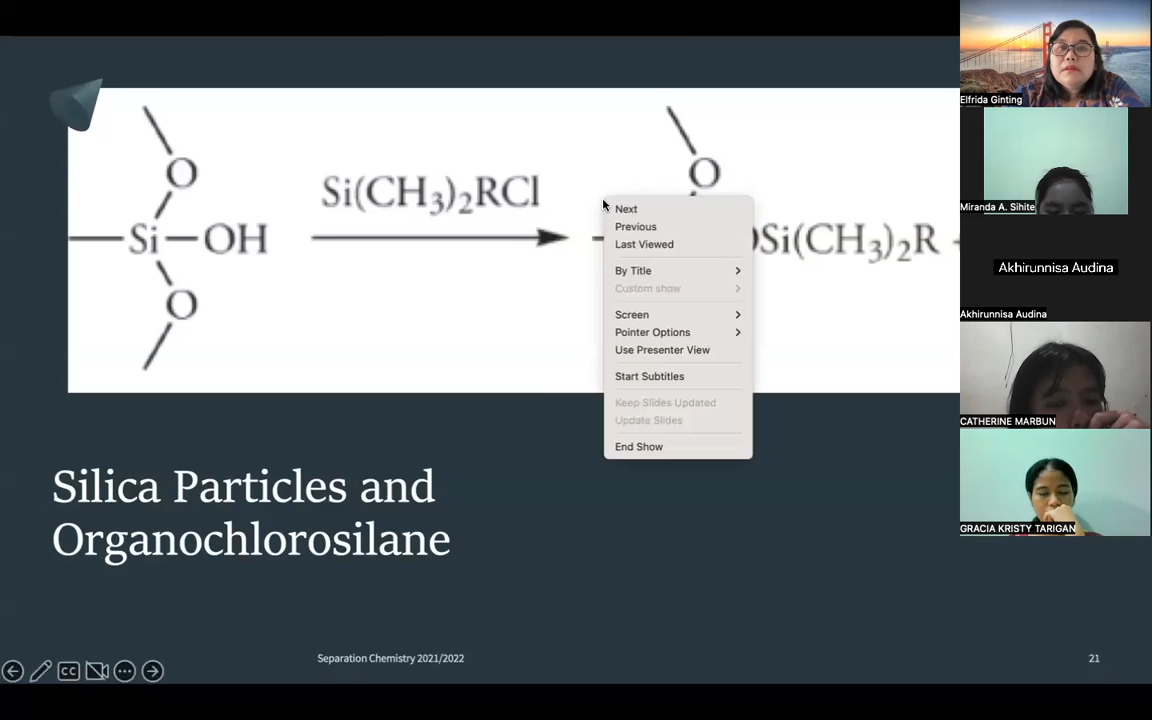 O
Si(CH3)2RCl
Si—OH
O
O
OSi(CH3)2R +
Next
Previous
Last Viewed
By Title
Custom show
Screen
Pointer Options
Use Presenter View
Start Subtitles
Keep Slides Updated
Update Slides
End Show
Silica Particles and
Organochlorosilane
Separation Chemistry 2021/2022
21
CC
Elfrida Ginting
Miranda A. Sihite
Akhirunnisa Audina
Akhirunnisa Audina
CATHERINE MARBUN
GRACIA KRISTY TARIGAN